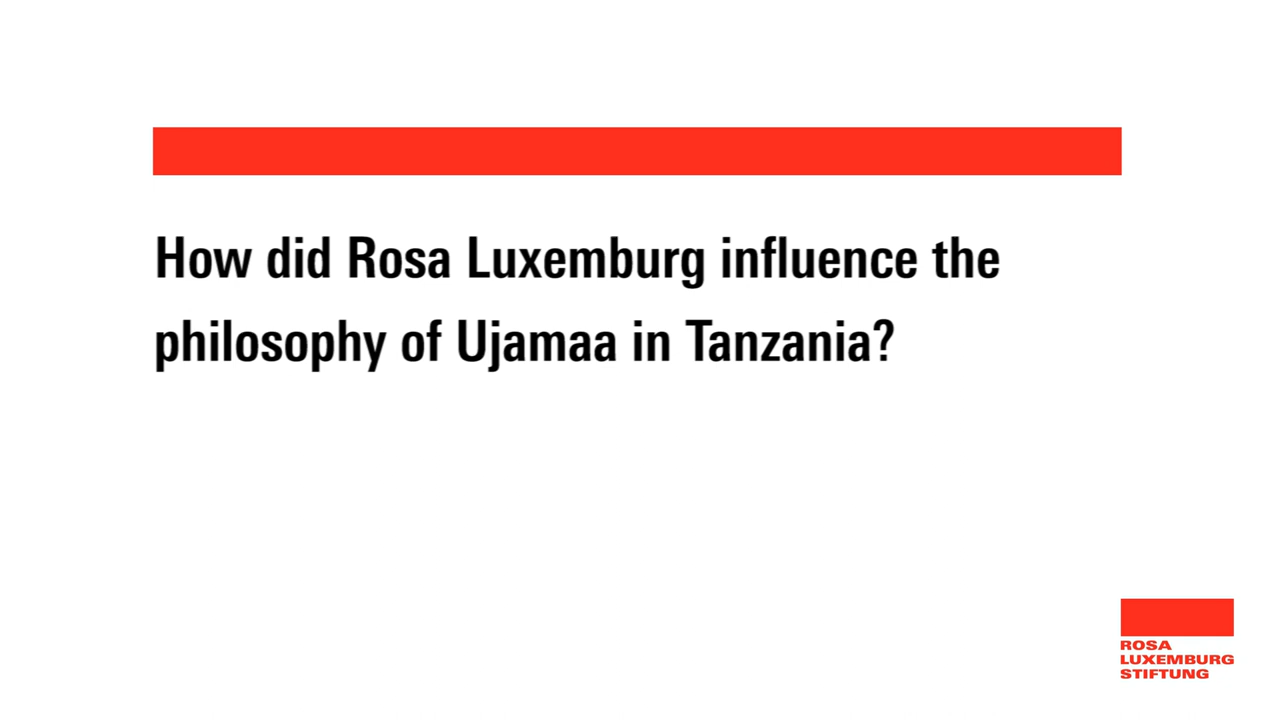 How did Rosa Luxemburg influence the
philosophy of Ujamaa in Tanzania?
ROSA
LUXEMBURG
STIFTUNG